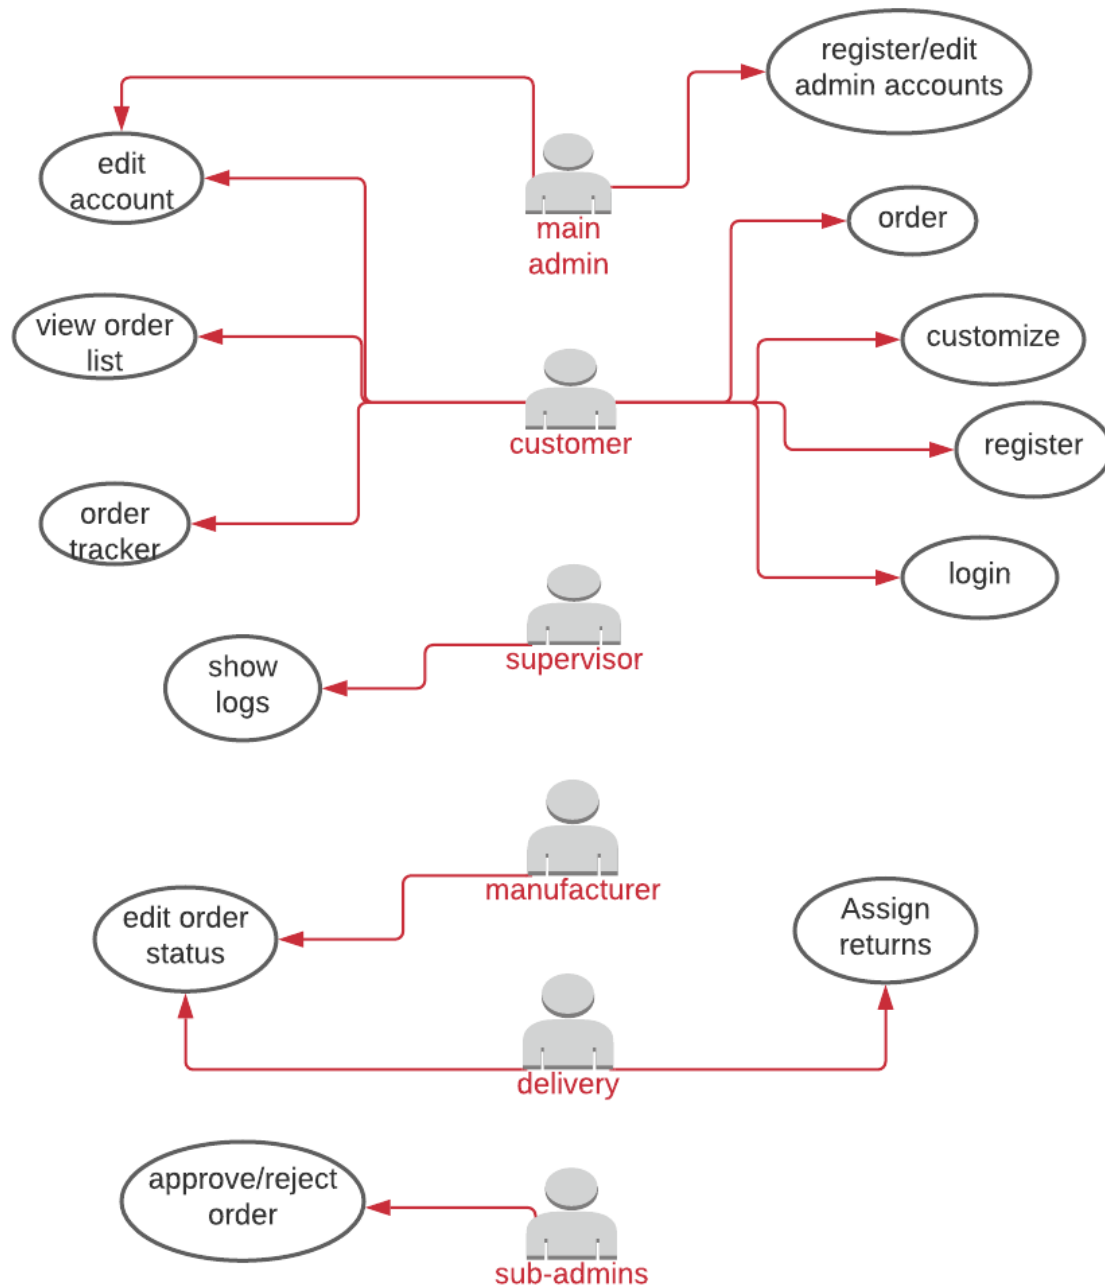 register/edit
admin accounts
edit
account
main
admin
order
view order
list
customize
customer
register
order
tracker
login
supervisor
show
logs
manufacturer
edit order
status
Assign
returns
delivery
approve/reject
order
sub-admins